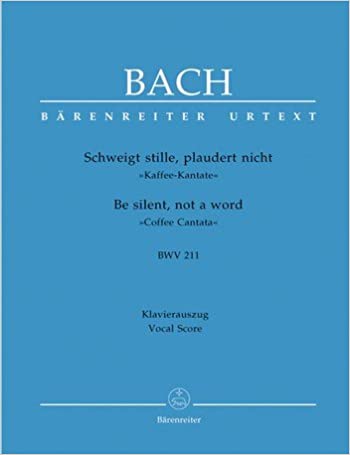 BACH
BÄRENREITER URTEXT
Schweigt stille, plaudert nicht
»Kaffee-Kantate«
Be silent, not a word
»Coffee Cantata«
BWV 211
Klavierauszug
Vocal Score
Bärenreiter